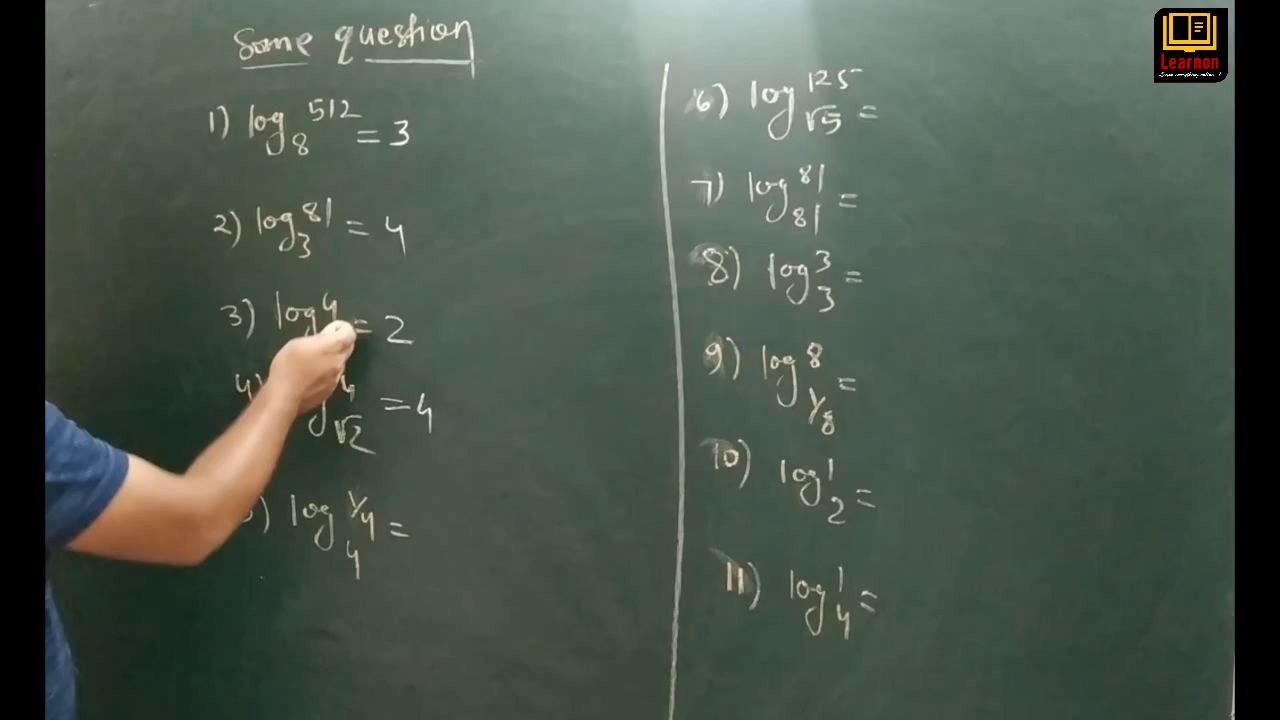 Some question
1) log₈ 512 = 3
2) log₃ 81 = 4
3) log 4 = 2
4) 4 √2 = 4
) log₄ 1/4 =
6) log√5 125 =
7) log₈₁ 81 =
8) log₃ 3 =
9) log1/8 8 =
10) log₂ 1 =
11) log₄ 1 =
Learnon